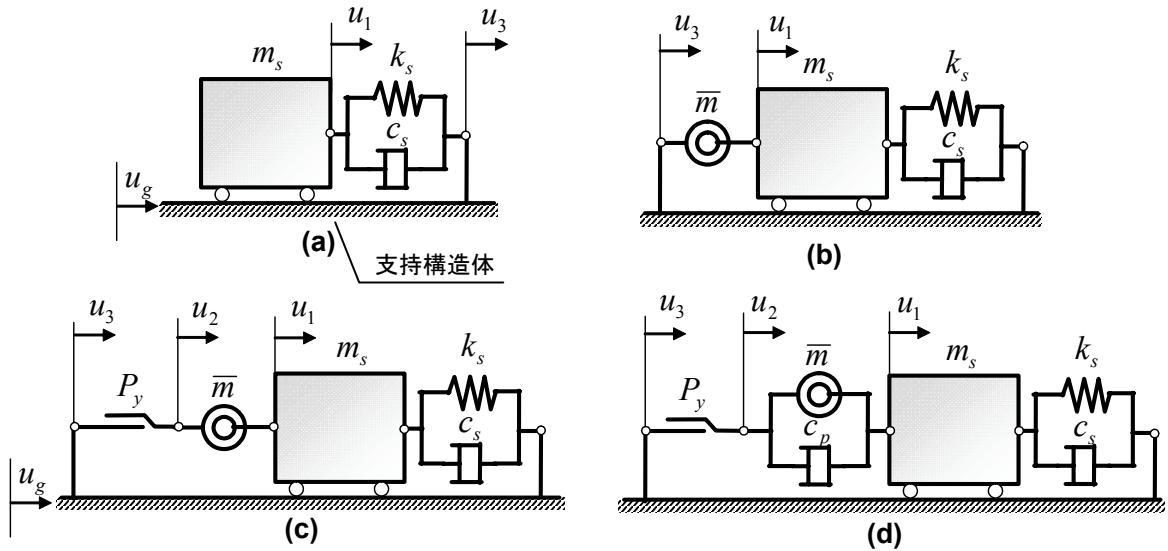 u_1
u_3
m_s
k_s
c_s
u_g
(a)
支持構造体
u_3
u_1
m_s
k_s
m̅
c_s
(b)
u_3
u_2
u_1
m_s
k_s
P_y
m̅
c_s
u_g
(c)
u_3
u_2
u_1
m̅
m_s
k_s
P_y
c_p
c_s
(d)